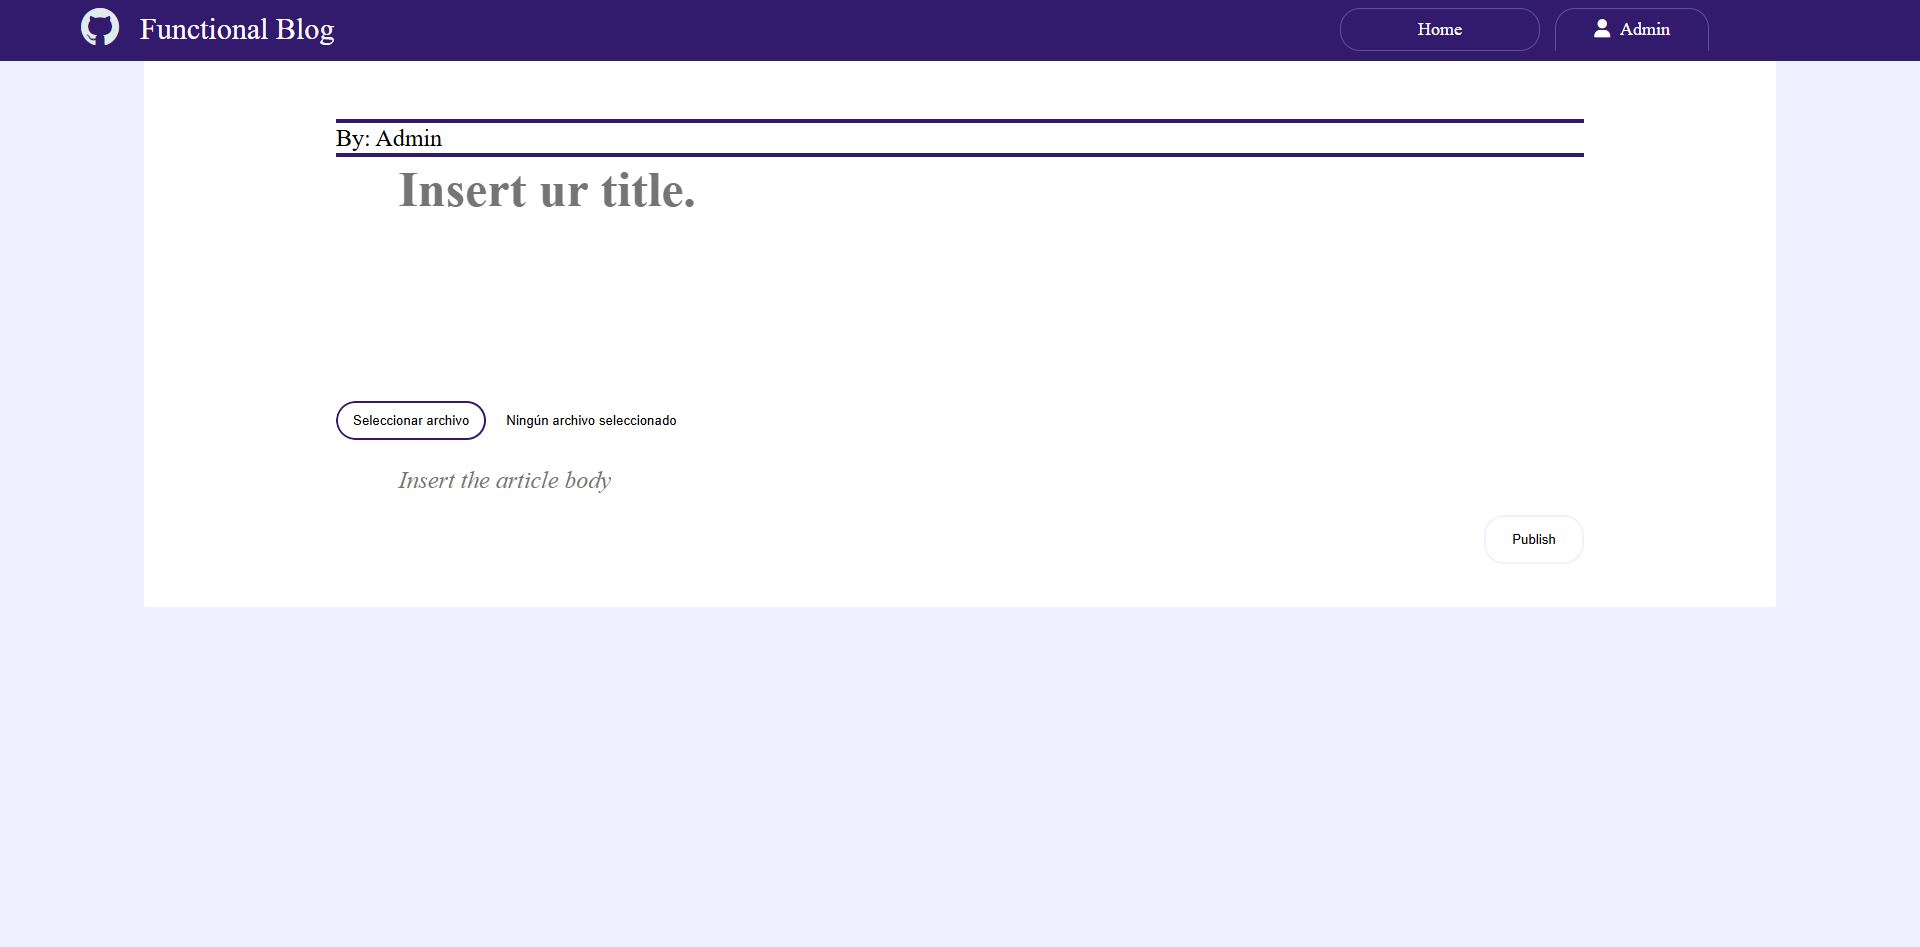 Functional Blog
Home
Admin
By: Admin
Insert ur title.
Seleccionar archivo
Ningún archivo seleccionado
Insert the article body
Publish